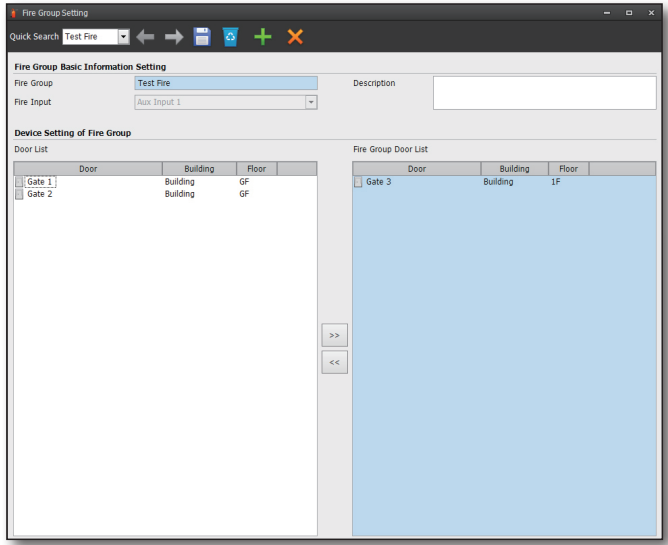 Fire Group Setting
Quick Search Test Fire
Fire Group Basic Information Setting
Fire Group Test Fire Description
Fire Input Aux Input 1
Device Setting of Fire Group
Door List Fire Group Door List
Door Building Floor Door Building Floor
Gate 1 Building GF Gate 3 Building 1F
Gate 2 Building GF
>>
<<